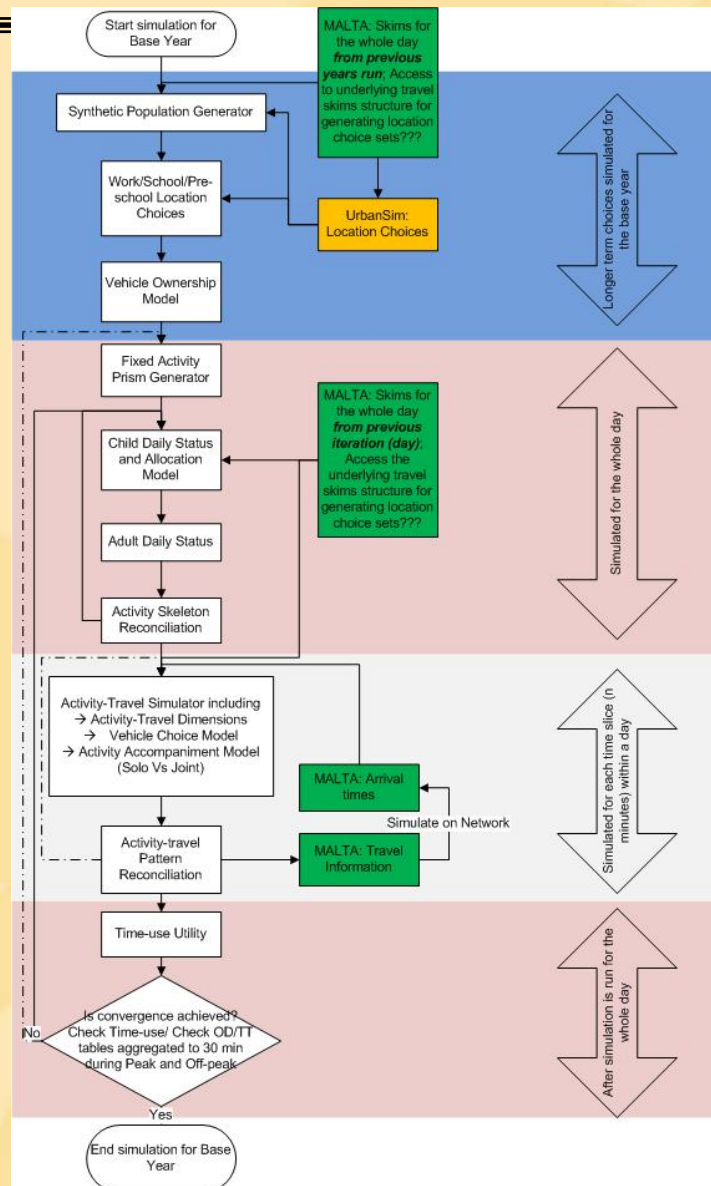 Start simulation for
Base Year
MALTA: Skims for
the whole day
from previous
years run; Access
to underlying travel
skims structure for
generating location
choice sets???
Synthetic Population Generator
Work/School/Pre-
school Location
Choices
UrbanSim:
Location Choices
Vehicle Ownership
Model
Longer term choices simulated for
the base year
Fixed Activity
Prism Generator
MALTA: Skims for
the whole day
from previous
iteration (day);
Access the
underlying travel
skims structure for
generating location
choice sets???
Child Daily Status
and Allocation
Model
Adult Daily Status
Activity Skeleton
Reconciliation
Simulated for the whole day
Activity-Travel Simulator including
→ Activity-Travel Dimensions
→ Vehicle Choice Model
→ Activity Accompaniment Model
(Solo Vs Joint)
MALTA: Arrival
times
Simulate on Network
MALTA: Travel
Information
Activity-travel
Pattern
Reconciliation
Simulated for each time slice (n
minutes) within a day
Time-use Utility
Is convergence achieved?
Check Time-use/ Check OD/TT
tables aggregated to 30 min
during Peak and Off-peak
No
Yes
After simulation is run for the
whole day
End simulation for Base
Year